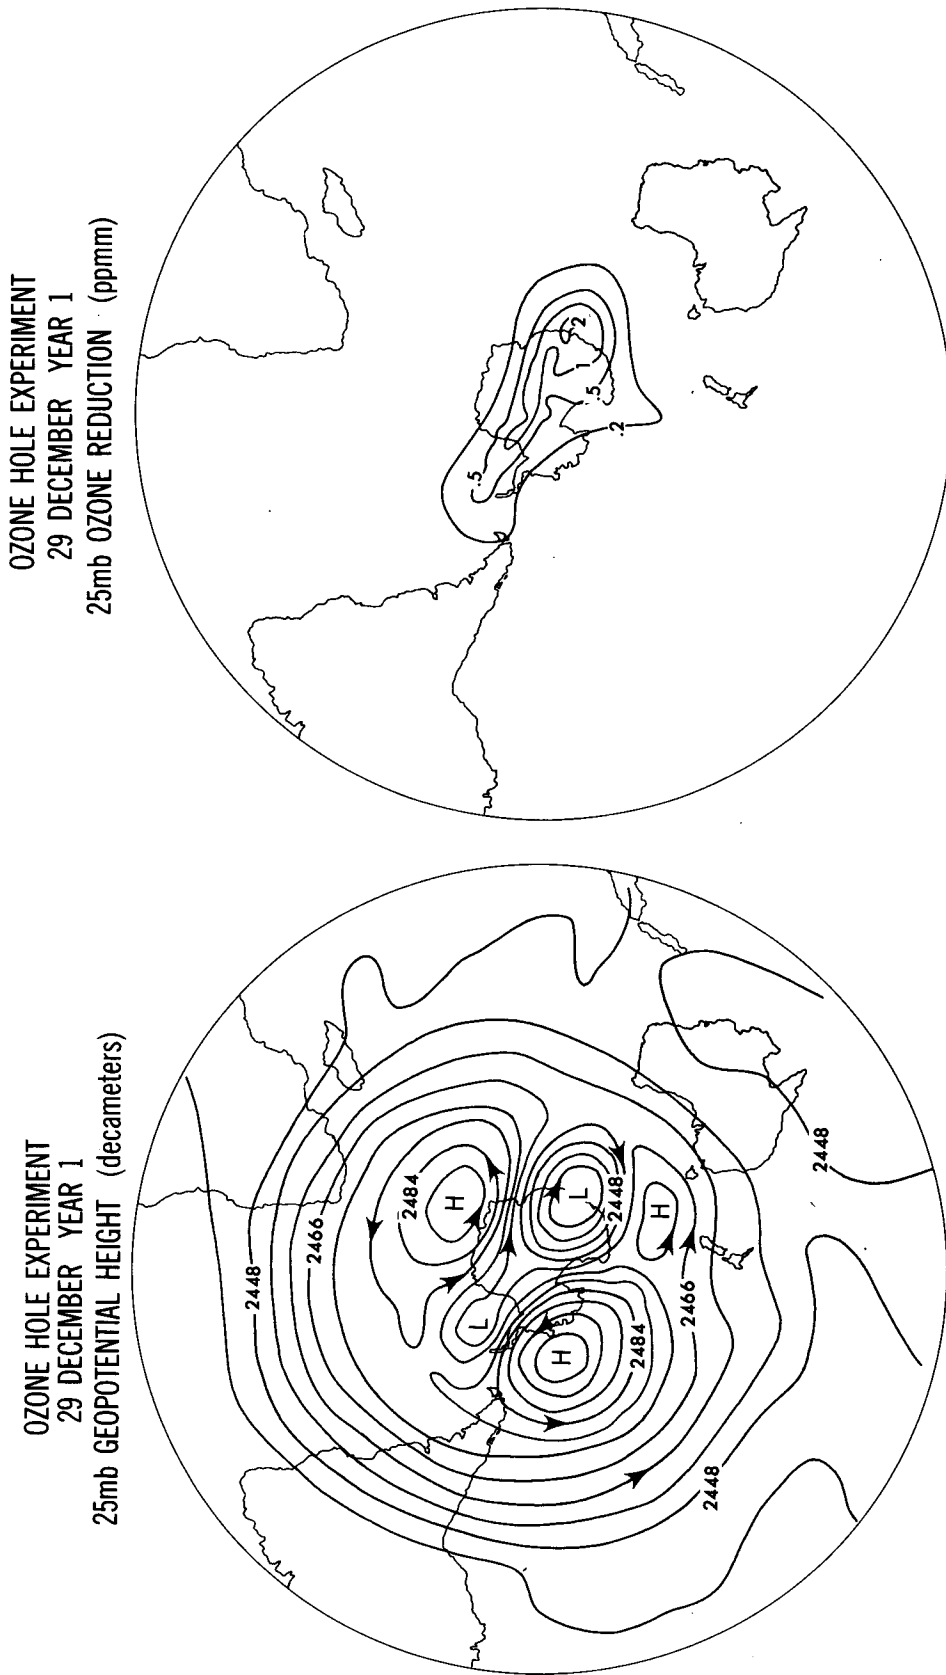 OZONE HOLE EXPERIMENT
29 DECEMBER YEAR 1
25mb GEOPOTENTIAL HEIGHT (decameters)
2448
2466
2484
H
L
H
L
2448
H
2484
2466
2448
2448
OZONE HOLE EXPERIMENT
29 DECEMBER YEAR 1
25mb OZONE REDUCTION (ppmm)
.5
2
1
.5
.2